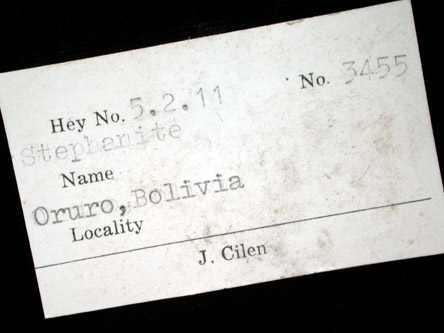 Hey No. 5.2.11 No. 3455
Stephanite
Name
Oruro, Bolivia
Locality
J. Cilen